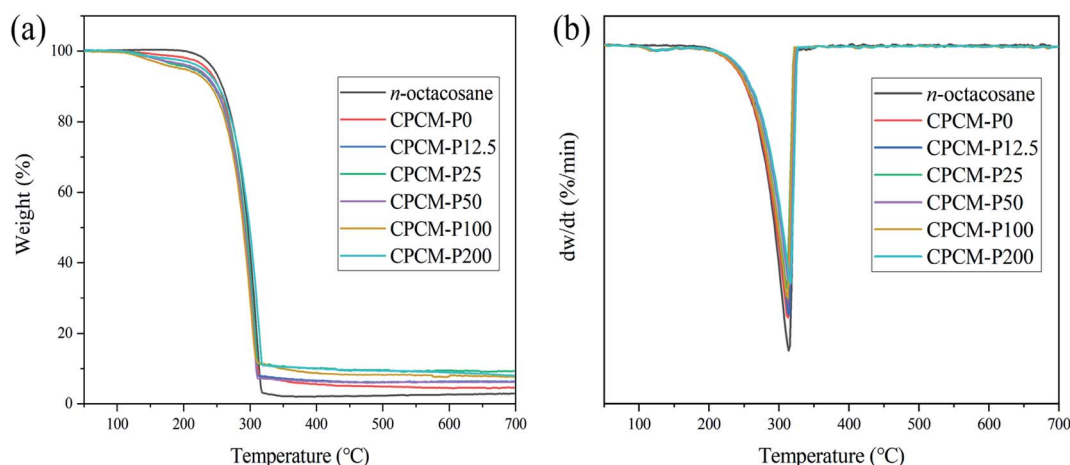 (a)
100
80
60
40
20
0
Weight (%)
n-octacosane
CPCM-P0
CPCM-P12.5
CPCM-P25
CPCM-P50
CPCM-P100
CPCM-P200
100 200 300 400 500 600 700
Temperature (°C)
(b)
dw/dt (%/min)
n-octacosane
CPCM-P0
CPCM-P12.5
CPCM-P25
CPCM-P50
CPCM-P100
CPCM-P200
100 200 300 400 500 600 700
Temperature (°C)